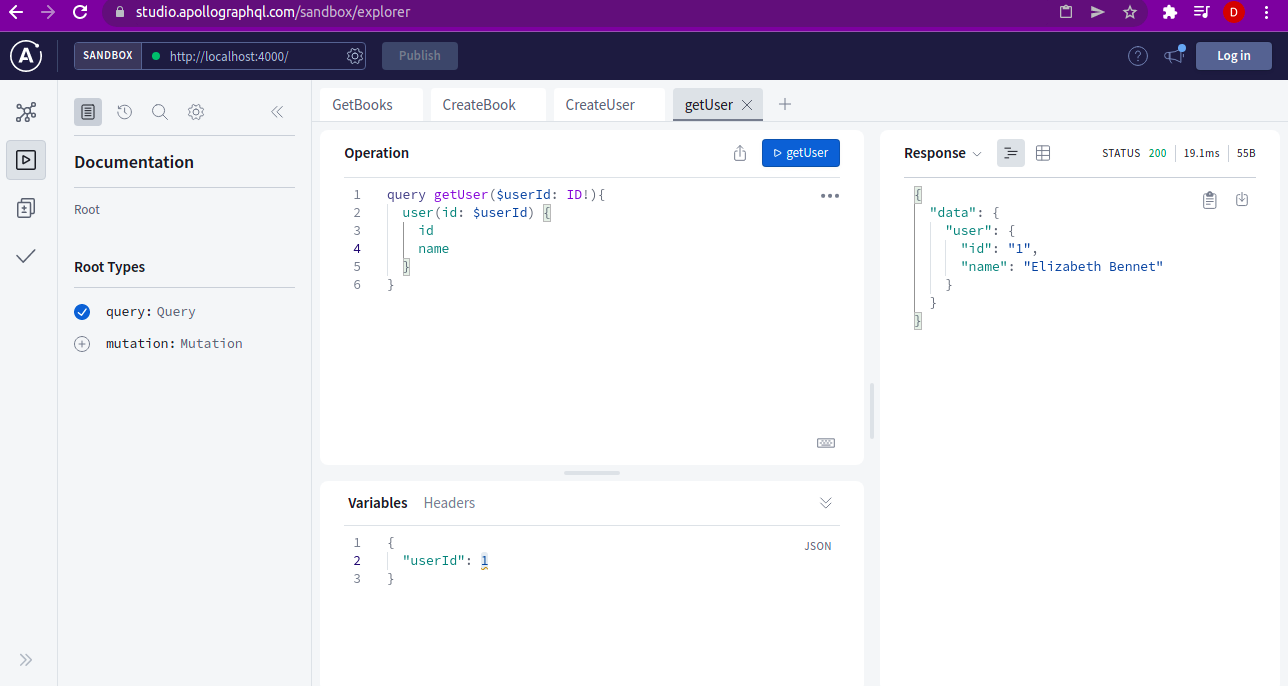 studio.apollographql.com/sandbox/explorer
D
A
SANDBOX
http://localhost:4000/
Publish
?
Log in
Documentation
Root
Root Types
query: Query
mutation: Mutation
GetBooks
CreateBook
CreateUser
getUser
Operation
getUser
1 query getUser($userId: ID!){
2 user(id: $userId) {
3 id
4 name
5 }
6 }
Variables
Headers
JSON
1 {
2 "userId": 1
3 }
Response
STATUS 200
19.1ms
55B
{
"data": {
"user": {
"id": "1",
"name": "Elizabeth Bennet"
}
}
}